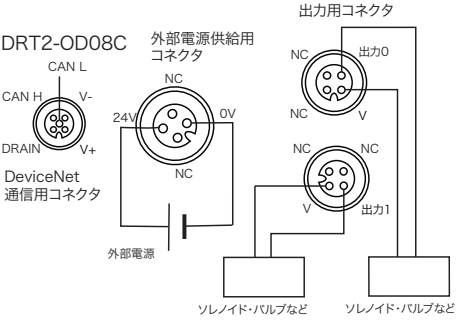 出力用コネクタ
DRT2-OD08C
外部電源供給用
コネクタ
CAN L
NC
NC
出力0
CAN H
V-
24V
0V
NC
V
DRAIN
V+
NC
NC
NC
DeviceNet
通信用コネクタ
V
出力1
外部電源
ソレノイド・バルブなど
ソレノイド・バルブなど